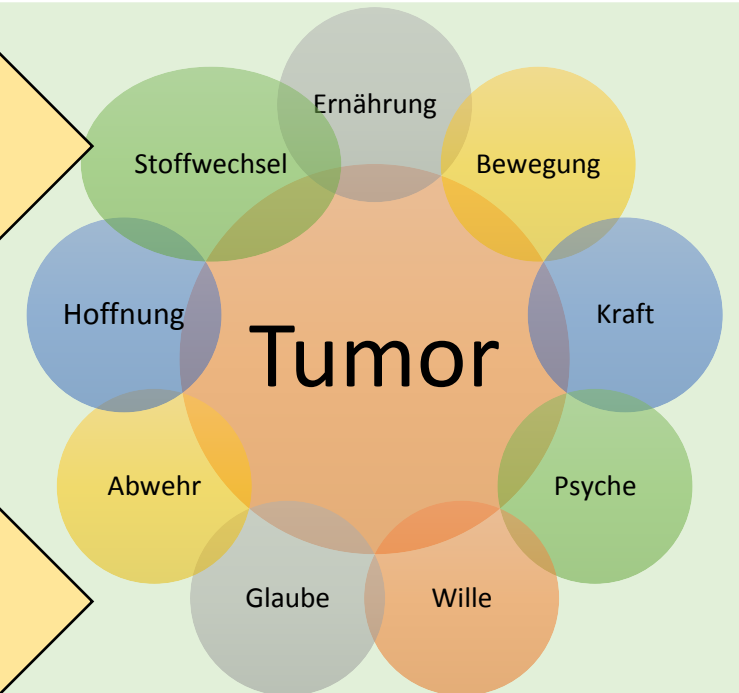 Ernährung
Stoffwechsel
Bewegung
Hoffnung
Kraft
Tumor
Abwehr
Psyche
Glaube
Wille